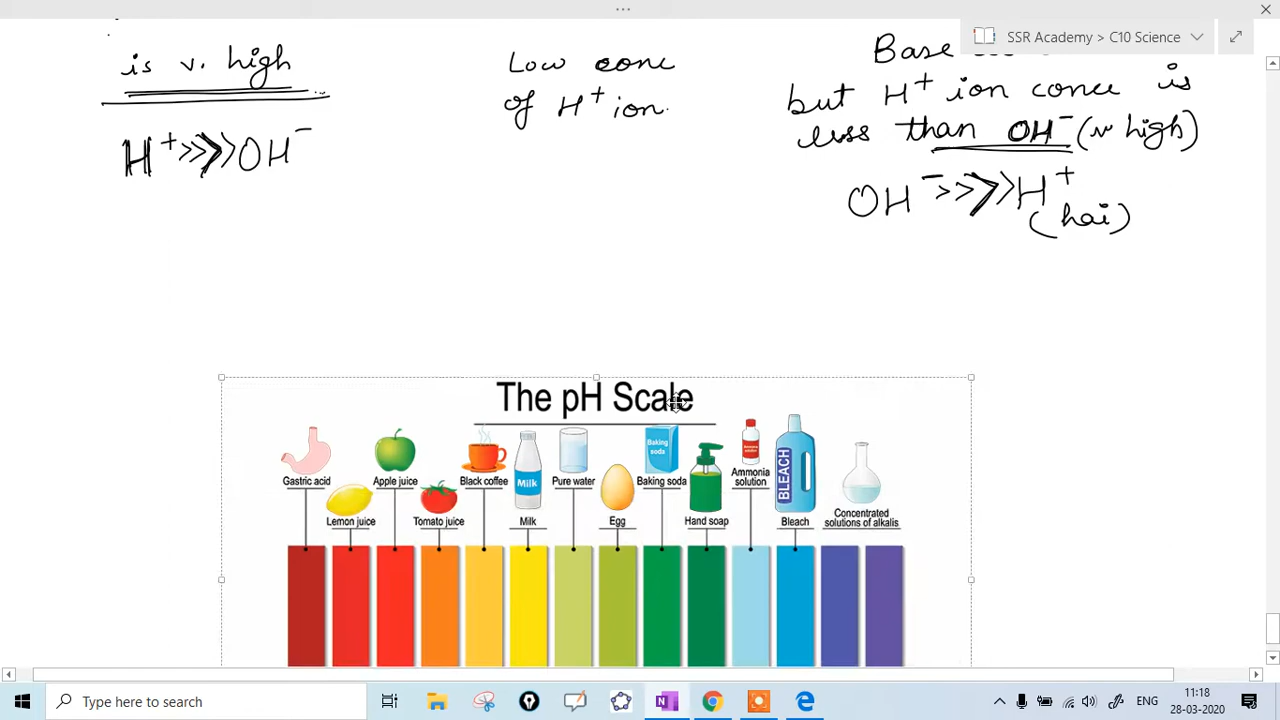 SSR Academy > C10 Science
is v. high
H+ >>>> OH-
Low conc
of H+ ion.
Base
but H+ ion conce is
less than OH- (v high)
OH- >>>> H+
(hai)
The pH Scale
Gastric acid
Lemon juice
Apple juice
Tomato juice
Black coffee
Milk
Milk
Pure water
Egg
Baking soda
Baking soda
Hand soap
Ammonia solution
BLEACH
Bleach
Concentrated
solutions of alkalis
Type here to search
ENG
11:18
28-03-2020